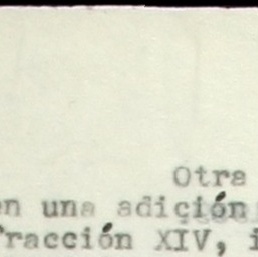 Otra
en una adición
fracción XIV, i